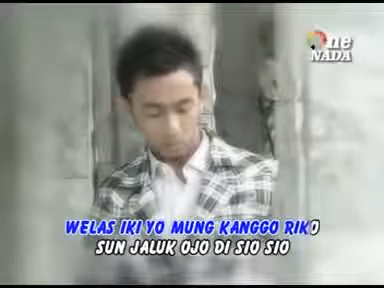 One
NADA
WELAS IKI YO MUNG KANGGO RIKO
SUN JALUK OJO DI SIO SIO